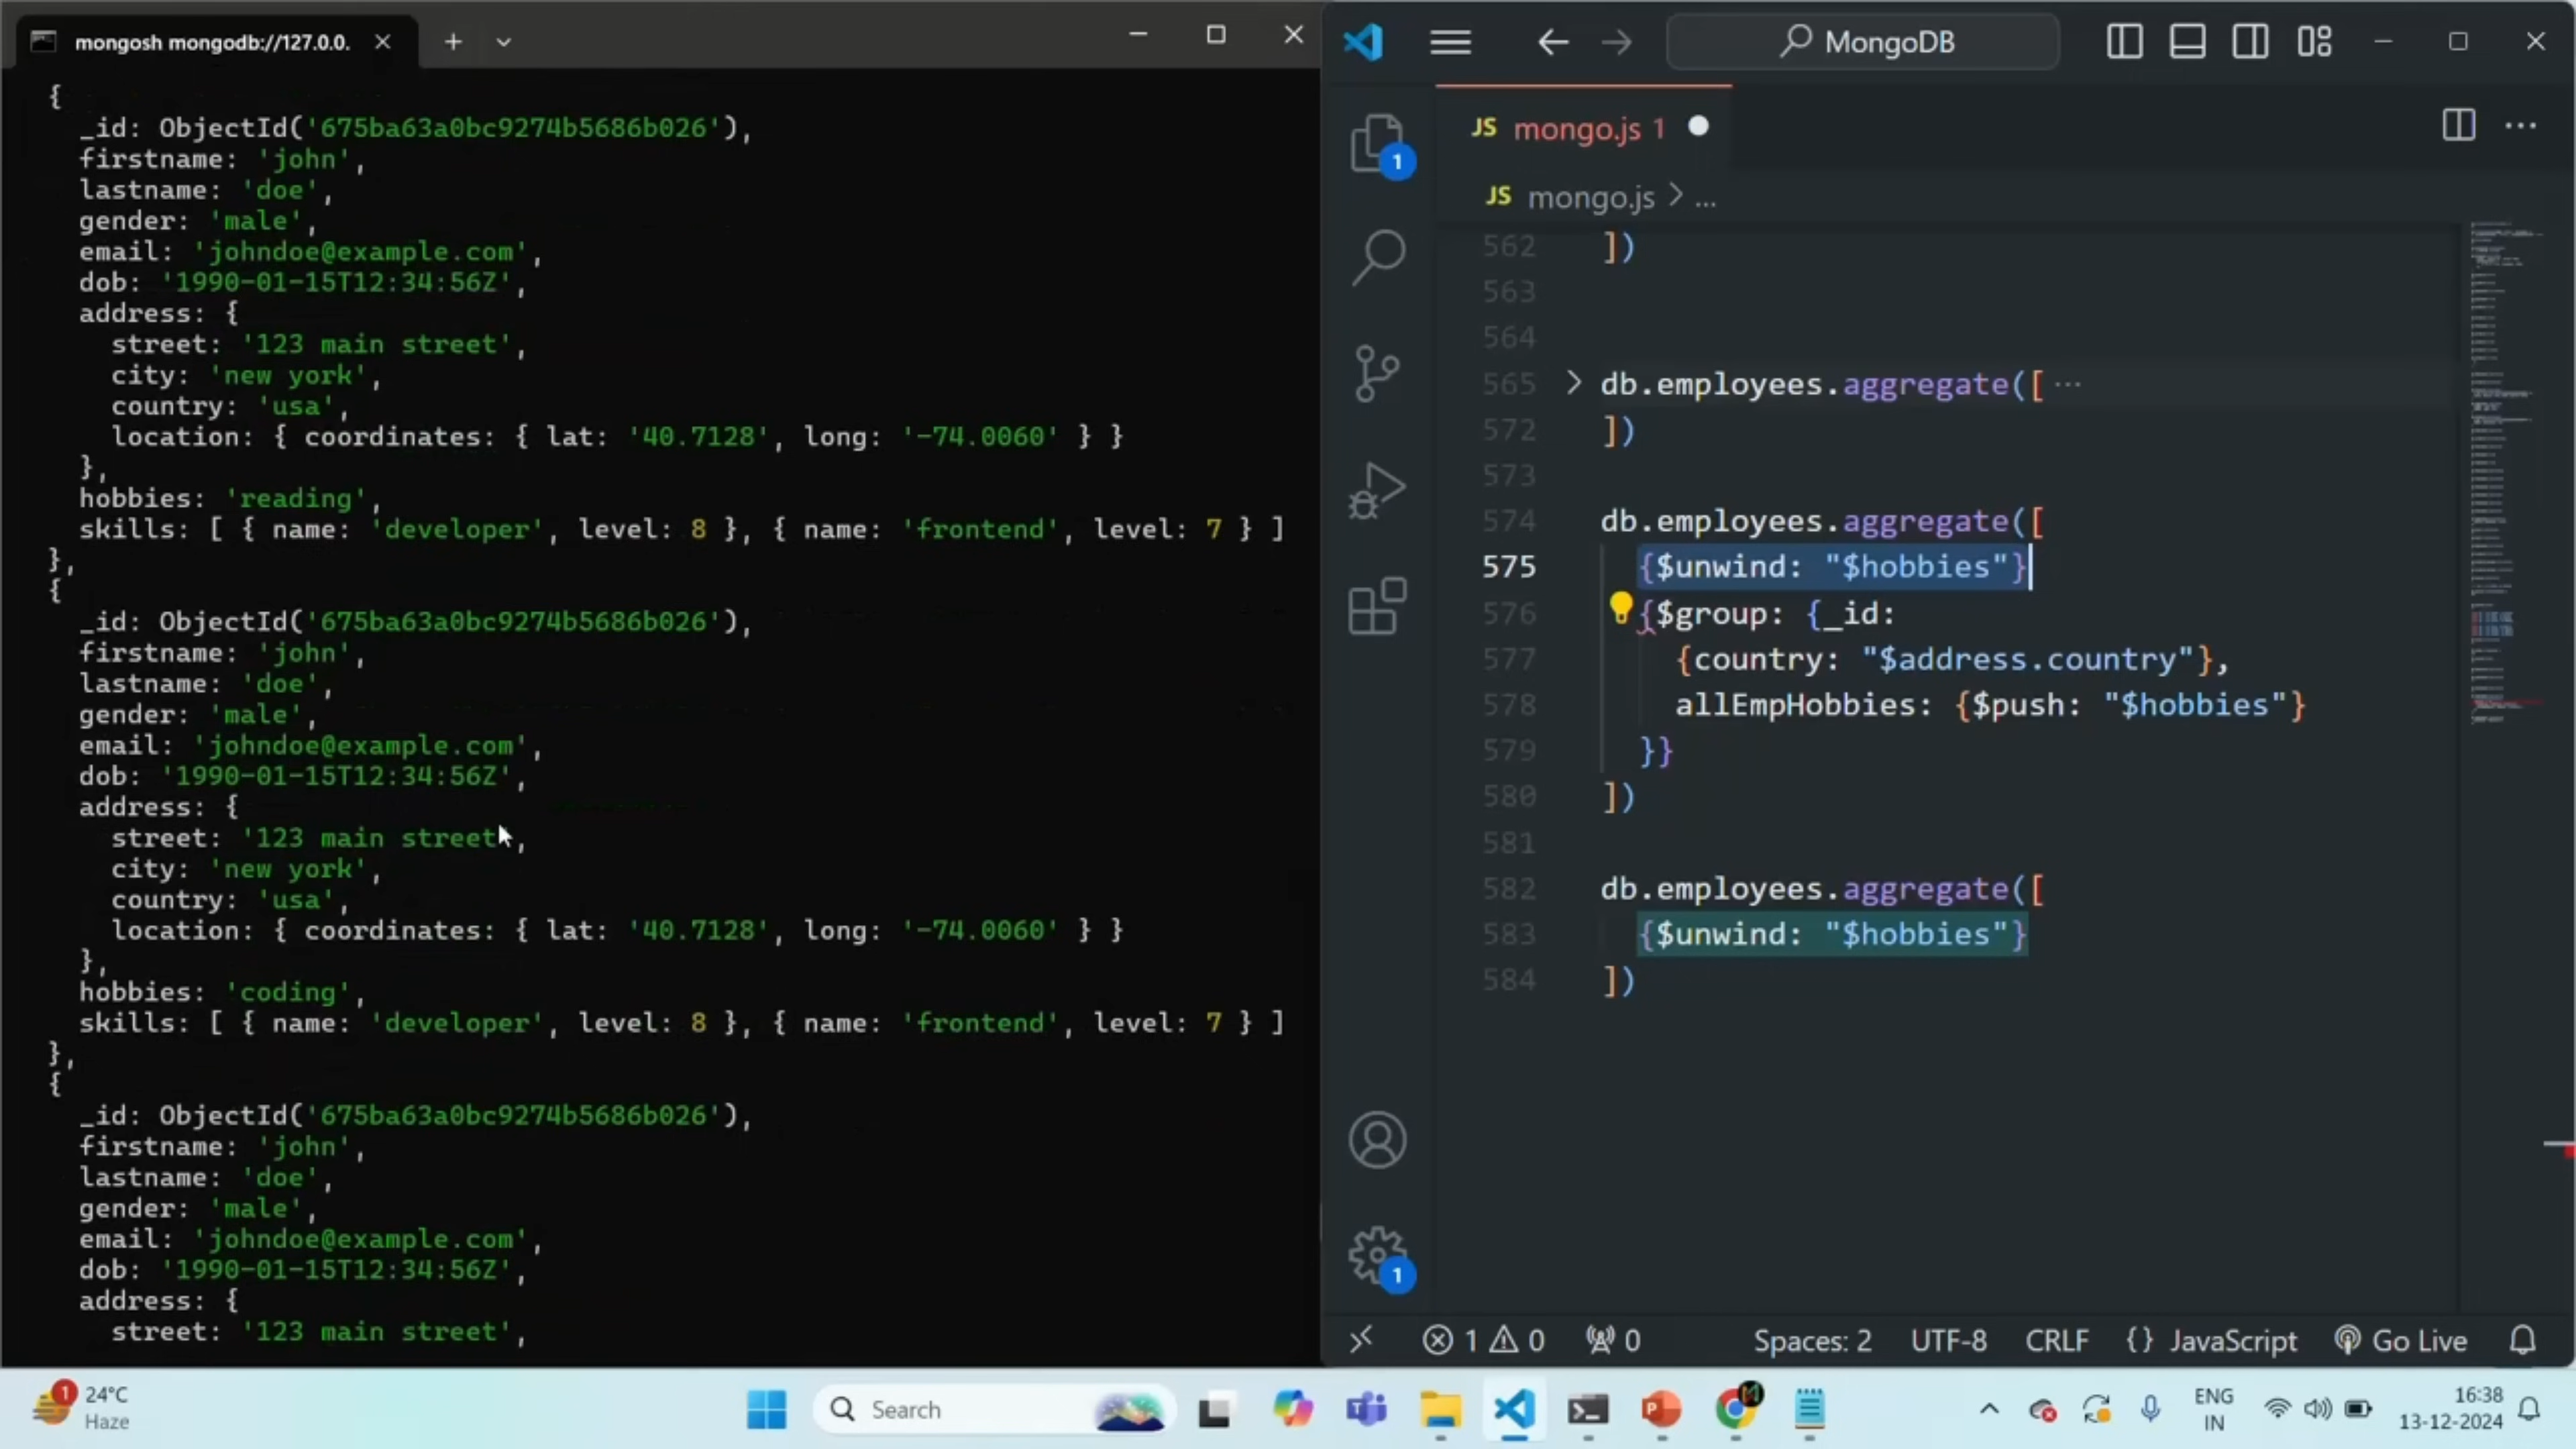 mongosh mongodb://127.0.0.
{
_id: ObjectId('675ba63a0bc9274b5686b026'),
firstname: 'john',
lastname: 'doe',
gender: 'male',
email: 'johndoe@example.com',
dob: '1990-01-15T12:34:56Z',
address: {
street: '123 main street',
city: 'new york',
country: 'usa',
location: { coordinates: { lat: '40.7128', long: '-74.0060' } }
},
hobbies: 'reading',
skills: [ { name: 'developer', level: 8 }, { name: 'frontend', level: 7 } ]
},
{
_id: ObjectId('675ba63a0bc9274b5686b026'),
firstname: 'john',
lastname: 'doe',
gender: 'male',
email: 'johndoe@example.com',
dob: '1990-01-15T12:34:56Z',
address: {
street: '123 main street',
city: 'new york',
country: 'usa',
location: { coordinates: { lat: '40.7128', long: '-74.0060' } }
},
hobbies: 'coding',
skills: [ { name: 'developer', level: 8 }, { name: 'frontend', level: 7 } ]
},
{
_id: ObjectId('675ba63a0bc9274b5686b026'),
firstname: 'john',
lastname: 'doe',
gender: 'male',
email: 'johndoe@example.com',
dob: '1990-01-15T12:34:56Z',
address: {
street: '123 main street',
MongoDB
JS mongo.js 1
JS mongo.js > ...
1
562 ])
563
564
565 > db.employees.aggregate([ ...
572 ])
573
574 db.employees.aggregate([
575 {$unwind: "$hobbies"}
576 {$group: {_id:
577 {country: "$address.country"},
578 allEmpHobbies: {$push: "$hobbies"}
579 }}
580 ])
581
582 db.employees.aggregate([
583 {$unwind: "$hobbies"}
584 ])
1
1 0 0 Spaces: 2 UTF-8 CRLF {} JavaScript Go Live
1 24°C
Haze
Search
ENG
IN
16:38
13-12-2024